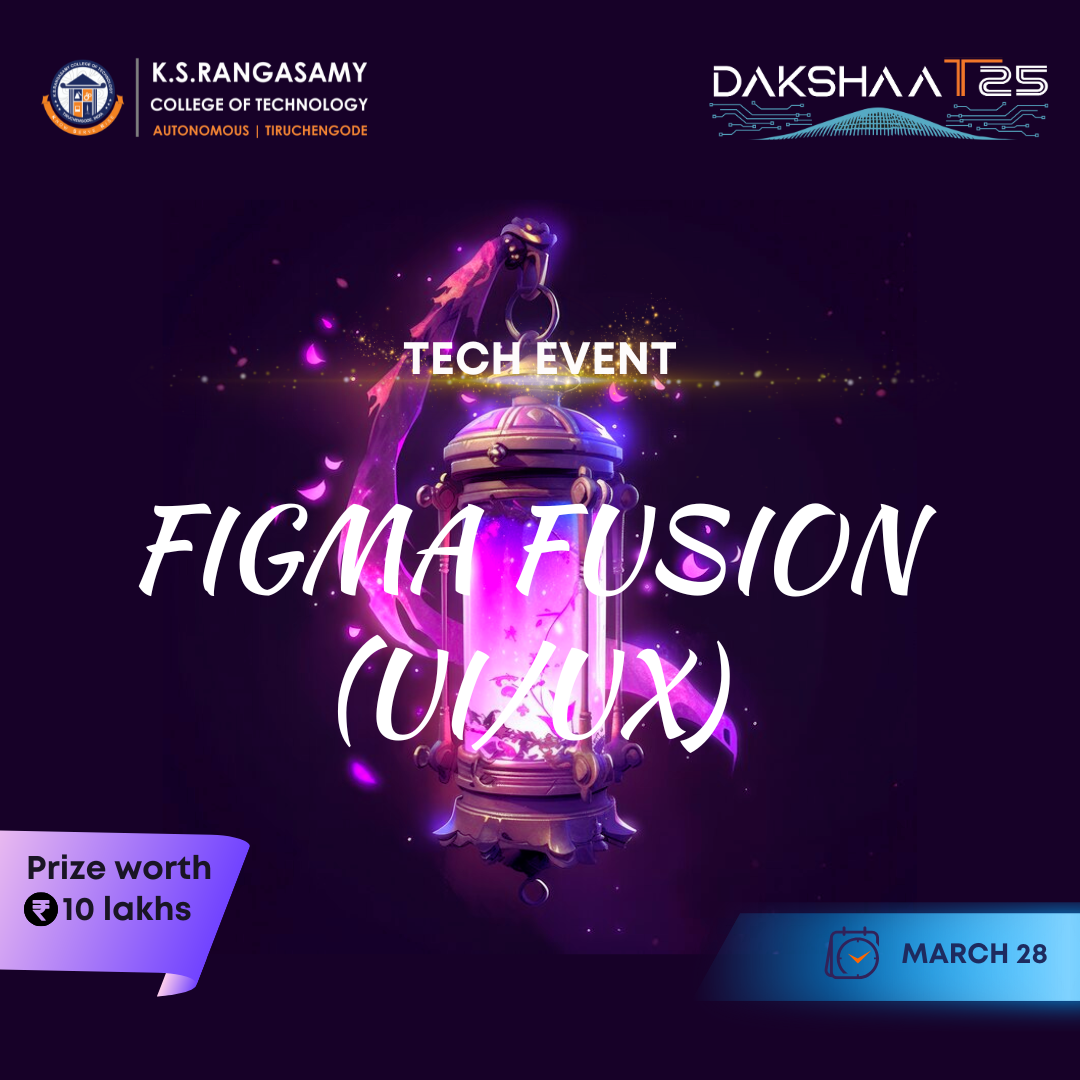 K.S.RANGASAMY
COLLEGE OF TECHNOLOGY
AUTONOMOUS | TIRUCHENGODE
DAKSHAAT25
TECH EVENT
FIGMA FUSION
(UI/UX)
Prize worth
₹ 10 lakhs
MARCH 28